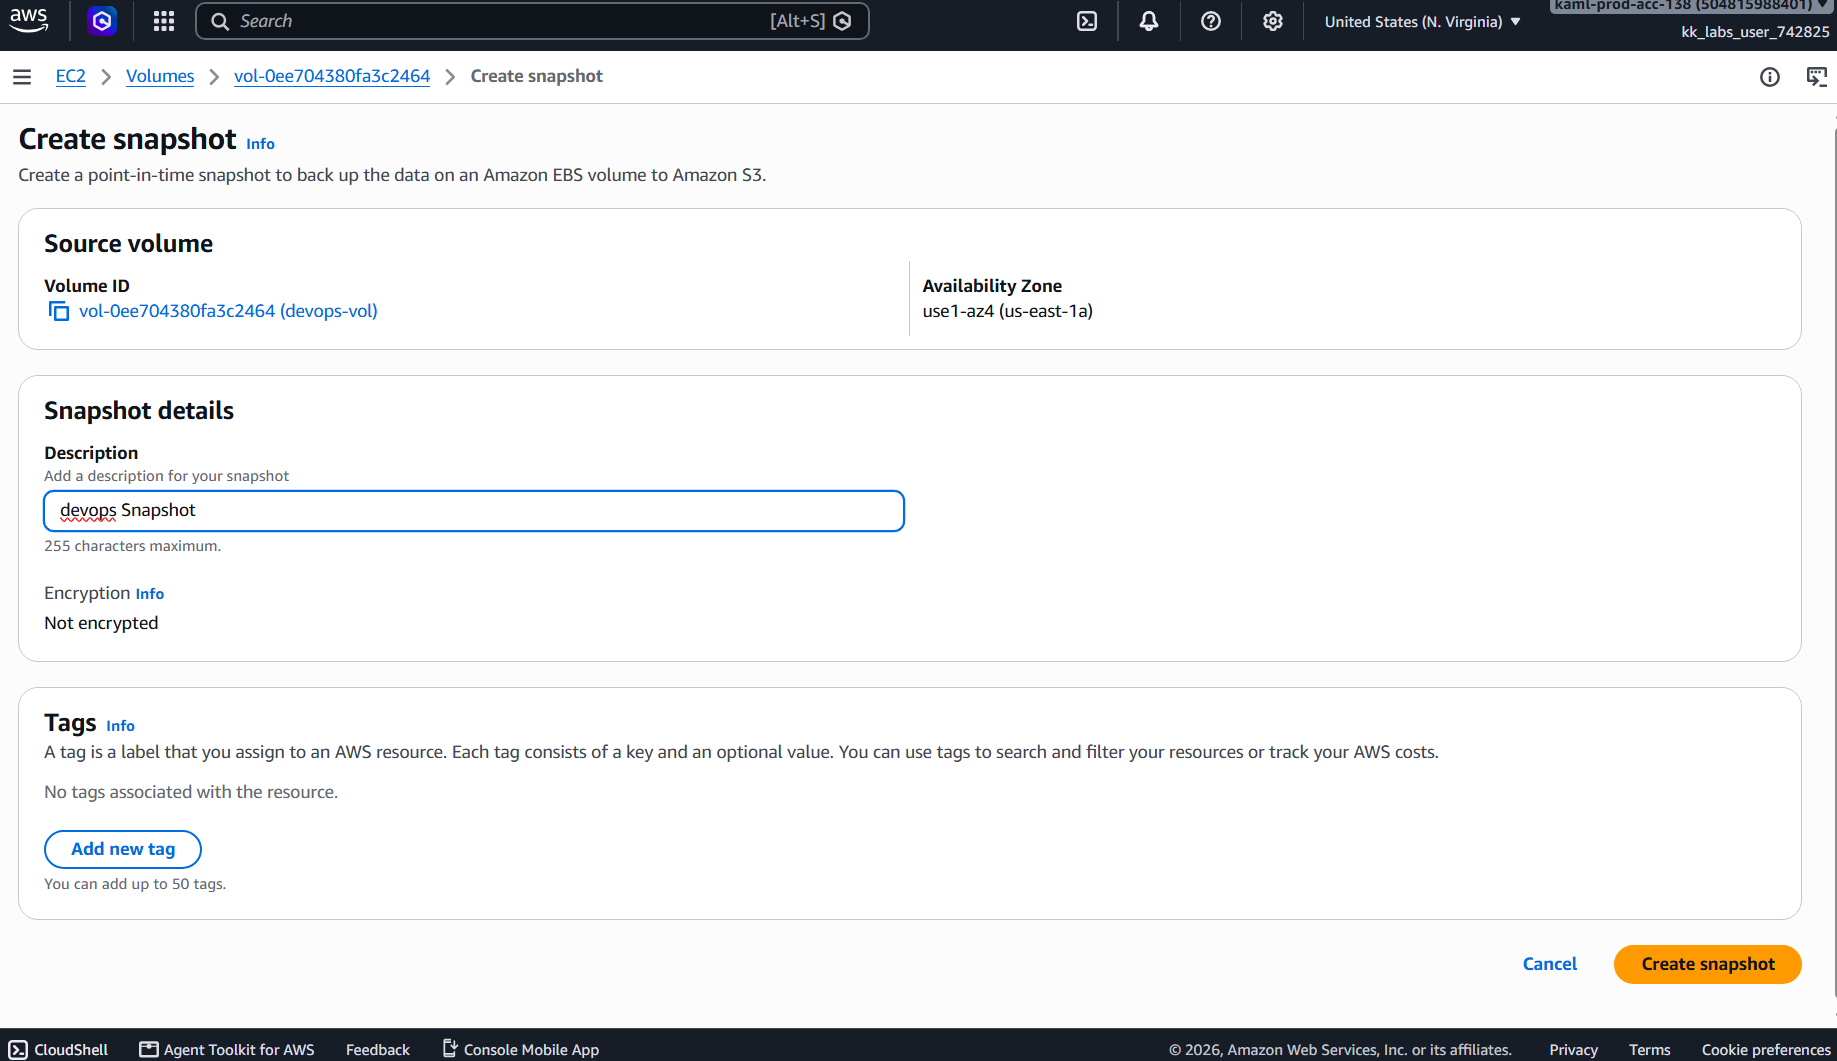 aws
Search [Alt+S]
United States (N. Virginia) ▼
kaml-prod-acc-138 (504815988401) ▼
kk_labs_user_742825
EC2 > Volumes > vol-0ee704380fa3c2464 > Create snapshot
Create snapshot Info
Create a point-in-time snapshot to back up the data on an Amazon EBS volume to Amazon S3.
Source volume
Volume ID
vol-0ee704380fa3c2464 (devops-vol)
Availability Zone
use1-az4 (us-east-1a)
Snapshot details
Description
Add a description for your snapshot
devops Snapshot
255 characters maximum.
Encryption Info
Not encrypted
Tags Info
A tag is a label that you assign to an AWS resource. Each tag consists of a key and an optional value. You can use tags to search and filter your resources or track your AWS costs.
No tags associated with the resource.
Add new tag
You can add up to 50 tags.
Cancel
Create snapshot
CloudShell
Agent Toolkit for AWS
Feedback
Console Mobile App
© 2026, Amazon Web Services, Inc. or its affiliates.
Privacy
Terms
Cookie preferences